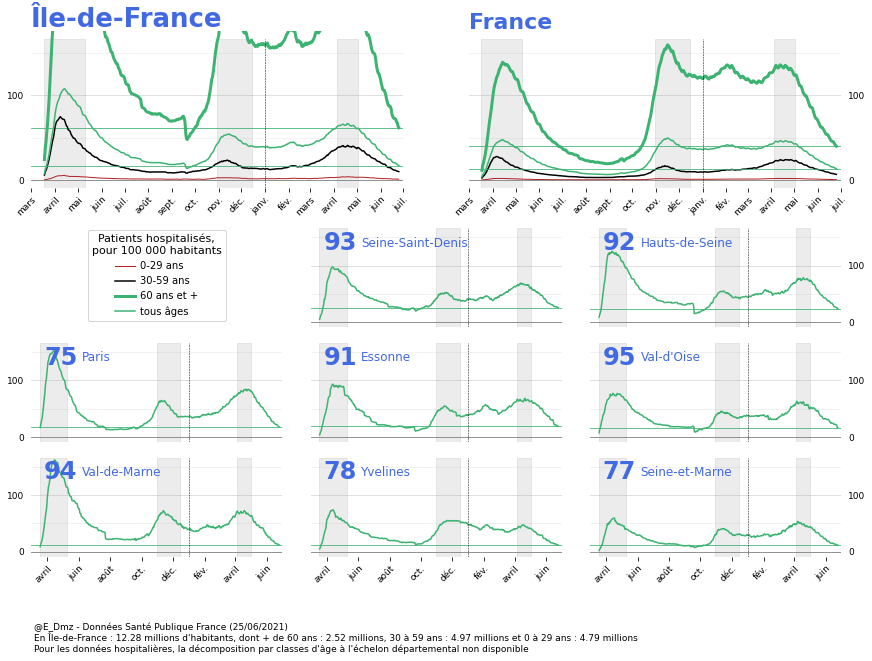 Île-de-France
France
100
0
100
0
mars avril mai juin juil. août sept. oct. nov. déc. janv. fév. mars avril mai juin juil.
mars avril mai juin juil. août sept. oct. nov. déc. janv. fév. mars avril mai juin juil.
Patients hospitalisés,
pour 100 000 habitants
0-29 ans
30-59 ans
60 ans et +
tous âges
93 Seine-Saint-Denis
92 Hauts-de-Seine
100
0
75 Paris
100
0
91 Essonne
95 Val-d'Oise
100
0
94 Val-de-Marne
100
0
78 Yvelines
77 Seine-et-Marne
100
0
avril juin août oct. déc. fév. avril juin
avril juin août oct. déc. fév. avril juin
avril juin août oct. déc. fév. avril juin
@E_Dmz - Données Santé Publique France (25/06/2021)
En Île-de-France : 12.28 millions d'habitants, dont + de 60 ans : 2.52 millions, 30 à 59 ans : 4.97 millions et 0 à 29 ans : 4.79 millions
Pour les données hospitalières, la décomposition par classes d'âge à l'échelon départemental non disponible